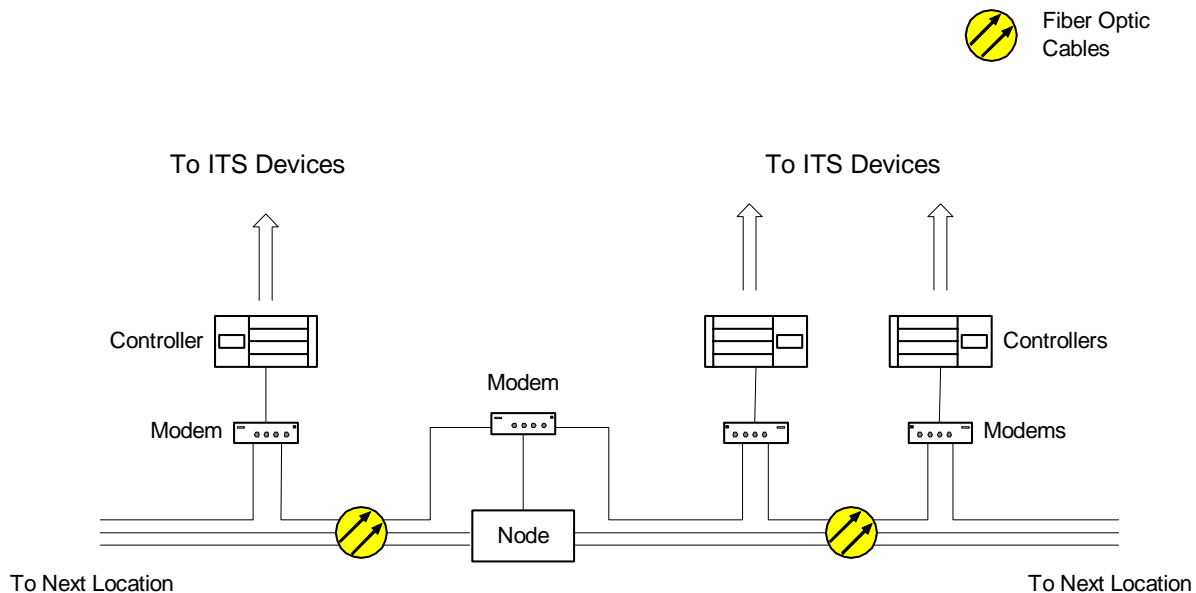 Fiber Optic
Cables
To ITS Devices
To ITS Devices
Controller
Controllers
Modem
Modem
Modems
Node
To Next Location
To Next Location